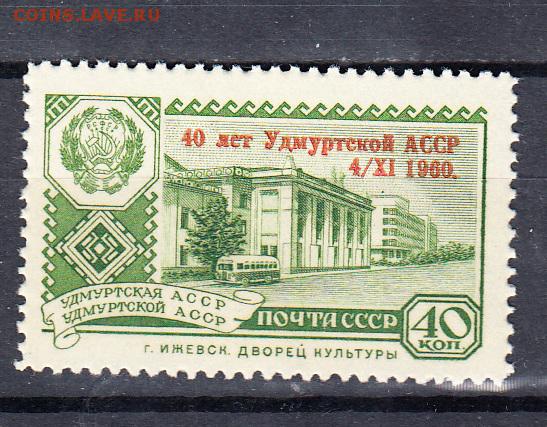 COINS.LAVE.RU
40 лет Удмуртской АССР
4/XI 1960.
УДМУРТСКАЯ АССР
УДМУРТСКОЙ АССР
ПОЧТА СССР
40
КОП.
Г. ИЖЕВСК. ДВОРЕЦ КУЛЬТУРЫ